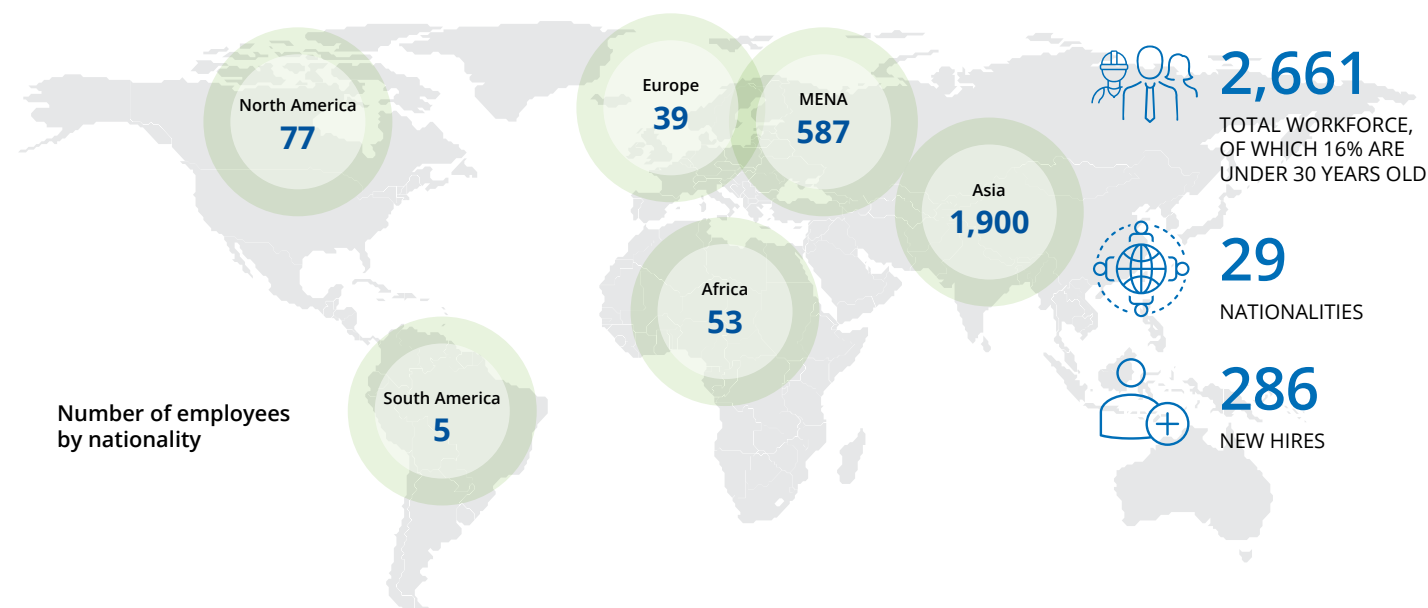 North America
77
Europe
39
MENA
587
Asia
1,900
Africa
53
South America
5
Number of employees
by nationality
2,661
TOTAL WORKFORCE,
OF WHICH 16% ARE
UNDER 30 YEARS OLD
29
NATIONALITIES
286
NEW HIRES